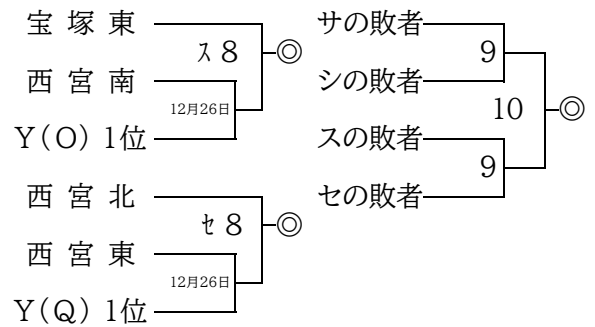 宝塚東
ス8
◎
西宮南
12月26日
Y(O) 1位
西宮北
セ8
◎
西宮東
12月26日
Y(Q) 1位
サの敗者
9
シの敗者
10
◎
スの敗者
9
セの敗者